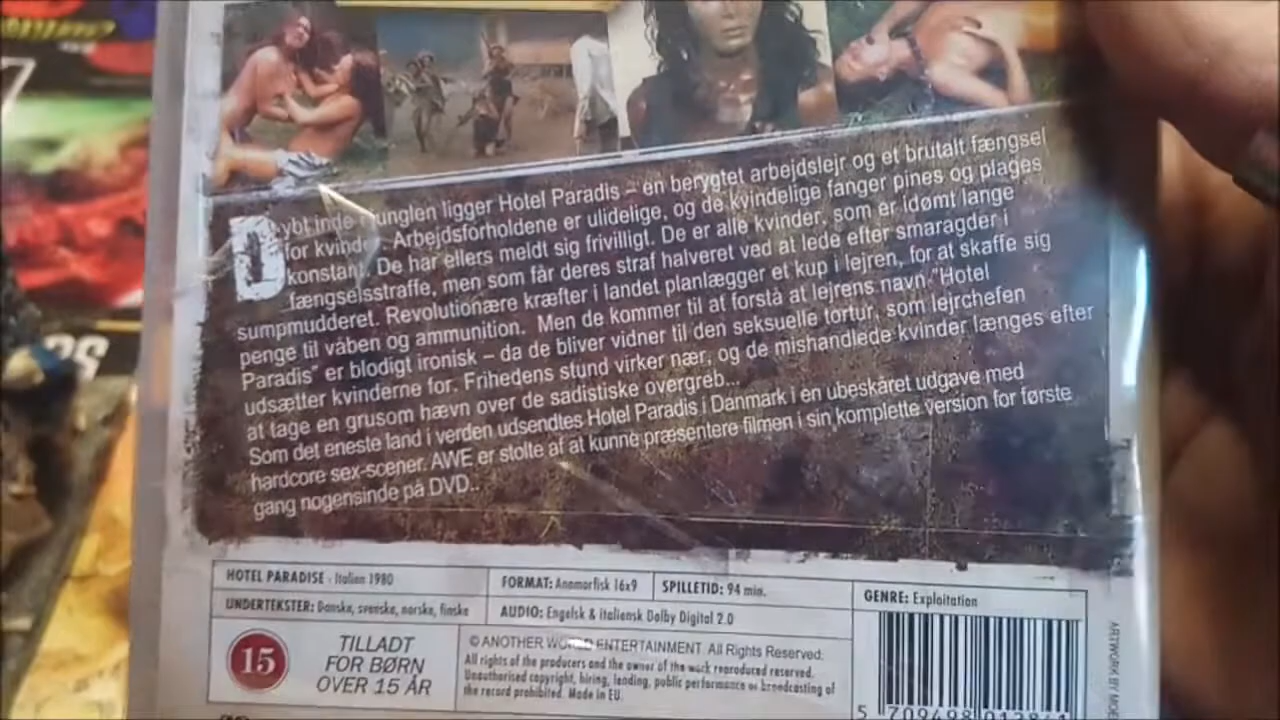 Dybt inde i junglen ligger Hotel Paradis – en berygtet arbejdslejr og et brutalt fængsel
for kvinder. Arbejdsforholdene er ulidelige, og de kvindelige fanger pines og plages
konstant. De har ellers meldt sig frivilligt. De er alle kvinder, som er idømt lange
fængselsstraffe, men som får deres straf halveret ved at lede efter smaragder i
sumpmudderet. Revolutionære kræfter i landet planlægger et kup i lejren, for at skaffe sig
penge til våben og ammunition. Men de kommer til at forstå at lejrens navn "Hotel
Paradis" er blodigt ironisk – da de bliver vidner til den seksuelle tortur, som lejrchefen
udsætter kvinderne for. Frihedens stund virker nær, og de mishandlede kvinder længes efter
at tage en grusom hævn over de sadistiske overgreb...
Som det eneste land i verden udsendtes Hotel Paradis i Danmark i en ubeskåret udgave med
hardcore sex-scener. AWE er stolte af at kunne præsentere filmen i sin komplette version for første
gang nogensinde på DVD..
HOTEL PARADISE - Italien 1980
FORMAT: Anamorfisk 16x9
SPILLETID: 94 min.
GENRE: Exploitation
UNDERTEKSTER: Danske, svenske, norske, finske
AUDIO: Engelsk & Italiensk Dolby Digital 2.0
15
TILLADT
FOR BØRN
OVER 15 ÅR
© ANOTHER WORLD ENTERTAINMENT. All Rights Reserved:
All rights of the producers and the owner of the work reproduced reserved.
Unauthorised copyright, hiring, lending, public performance or broadcasting of
the record prohibited. Made in EU.
ARTWORK BY